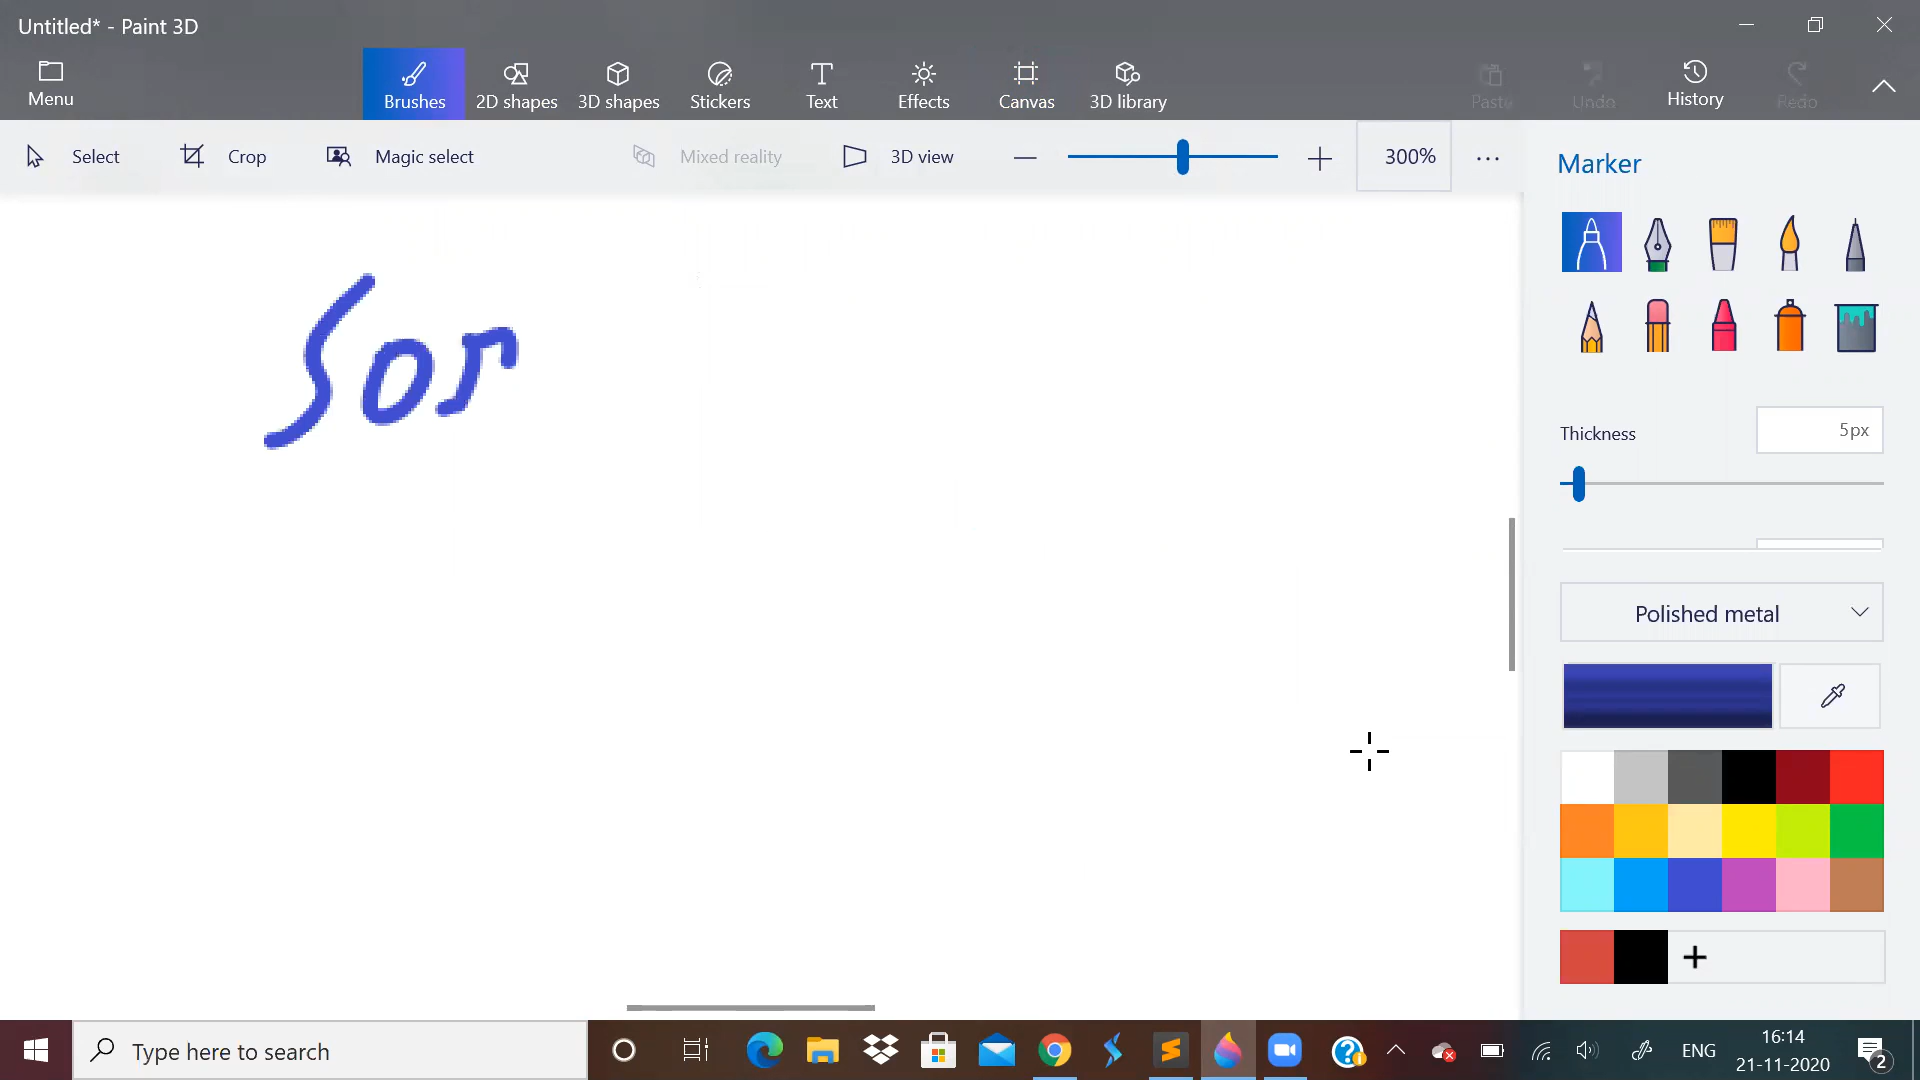 Untitled* - Paint 3D
Menu
Brushes
2D shapes
3D shapes
Stickers
Text
Effects
Canvas
3D library
Paste
Undo
History
Redo
Select
Crop
Magic select
Mixed reality
3D view
300%
Marker
Sor
Thickness
5px
Polished metal
Type here to search
ENG
16:14
21-11-2020
2